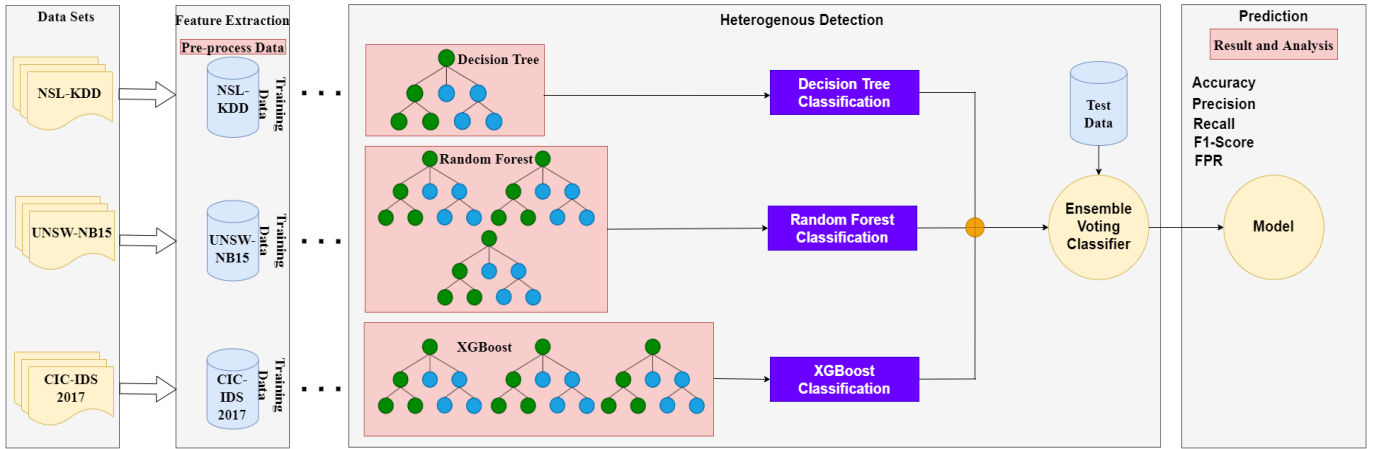 Data Sets
NSL-KDD
UNSW-NB15
CIC-IDS
2017
Feature Extraction
Pre-process Data
NSL-
KDD
Training
Data
UNSW-
NB15
Training
Data
CIC-
IDS
2017
Training
Data
Heterogenous Detection
Decision Tree
Random Forest
XGBoost
Decision Tree
Classification
Random Forest
Classification
XGBoost
Classification
Test
Data
Ensemble
Voting
Classifier
Prediction
Result and Analysis
Accuracy
Precision
Recall
F1-Score
FPR
Model